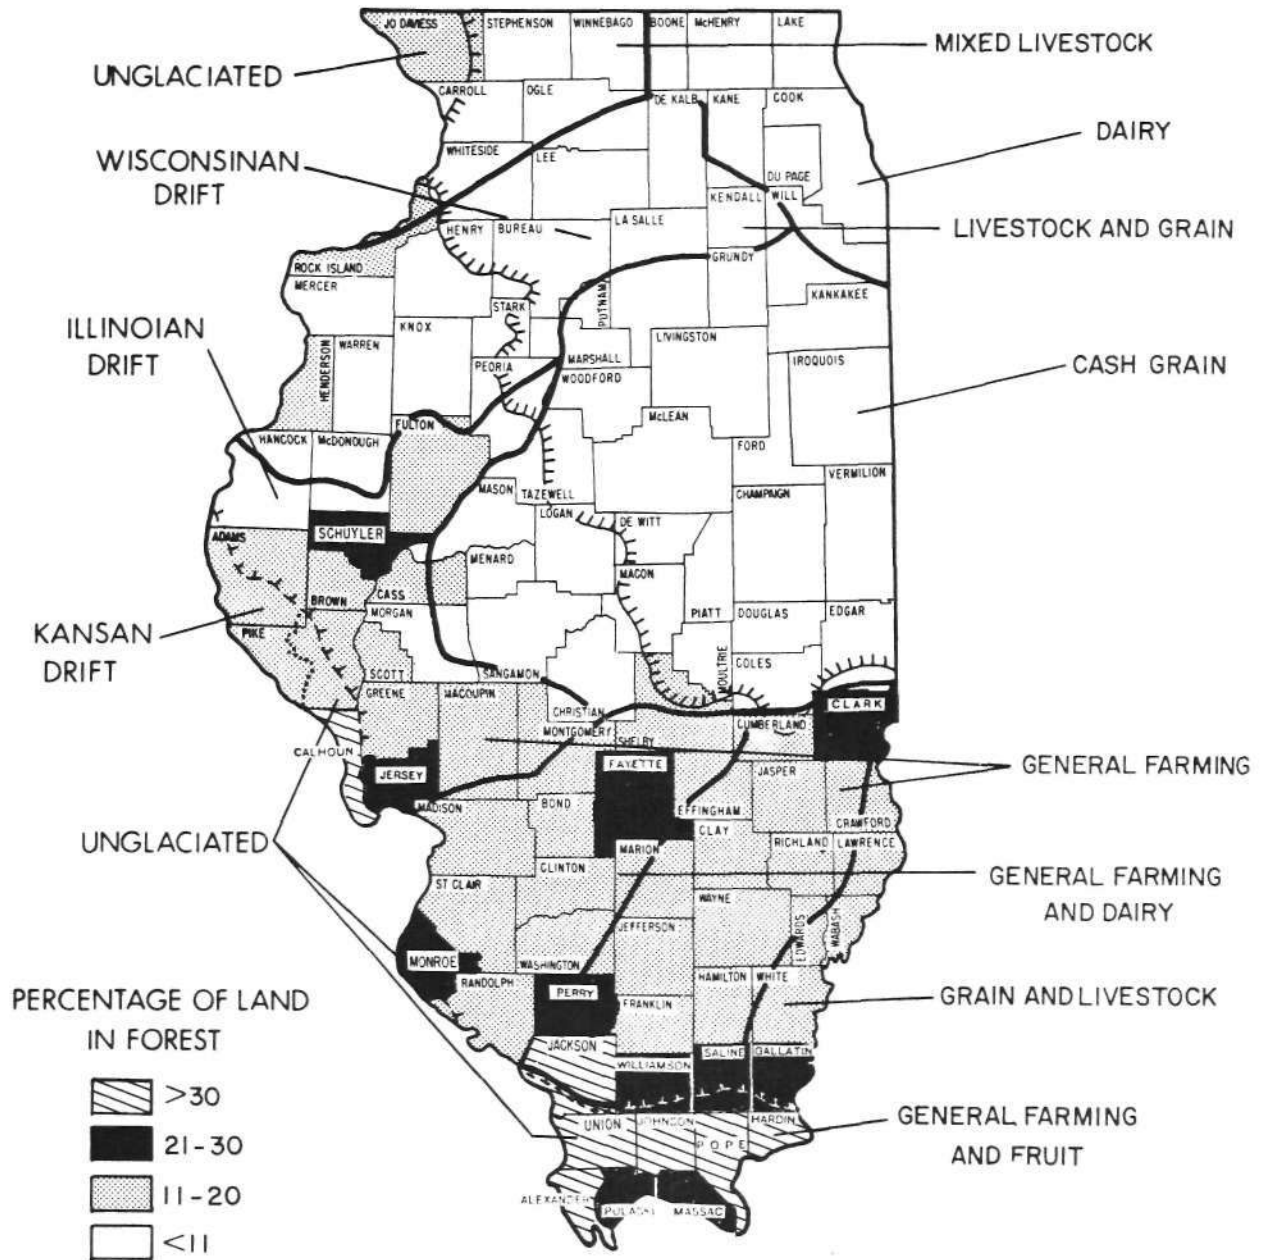 JO DAVIESS
STEPHENSON
WINNEBAGO
BOONE
McHENRY
LAKE
MIXED LIVESTOCK
UNGLACIATED
CARROLL
OGLE
DE KALB
KANE
COOK
DAIRY
WISCONSINAN
DRIFT
WHITESIDE
LEE
DU PAGE
KENDALL
WILL
HENRY
BUREAU
LA SALLE
LIVESTOCK AND GRAIN
ROCK ISLAND
GRUNDY
MERCER
PUTNAM
KANKAKEE
STARK
ILLINOIAN
DRIFT
KNOX
WARREN
HENDERSON
LIVINGSTON
PEORIA
MARSHALL
IROQUOIS
CASH GRAIN
WOODFORD
HANCOCK
McDONOUGH
FULTON
McLEAN
FORD
VERMILION
MASON
TAZEWELL
CHAMPAIGN
LOGAN
DE WITT
ADAMS
SCHUYLER
MENARD
MACON
BROWN
CASS
PIATT
DOUGLAS
EDGAR
KANSAN
DRIFT
PIKE
MORGAN
SCOTT
SANGAMON
MOULTRIE
COLES
GREENE
MACOUPIN
CHRISTIAN
CLARK
MONTGOMERY
SHELBY
CUMBERLAND
CALHOUN
JERSEY
FAYETTE
JASPER
GENERAL FARMING
MADISON
BOND
EFFINGHAM
CRAWFORD
UNGLACIATED
CLAY
MARION
RICHLAND
LAWRENCE
CLINTON
GENERAL FARMING
AND DAIRY
ST CLAIR
WAYNE
EDWARDS
WABASH
JEFFERSON
MONROE
WASHINGTON
RANDOLPH
HAMILTON
WHITE
PERRY
FRANKLIN
GRAIN AND LIVESTOCK
PERCENTAGE OF LAND
IN FOREST
JACKSON
WILLIAMSON
SALINE
GALLATIN
>30
21-30
11-20
<11
UNION
JOHNSON
POPE
HARDIN
GENERAL FARMING
AND FRUIT
ALEXANDER
PULASKI
MASSAC